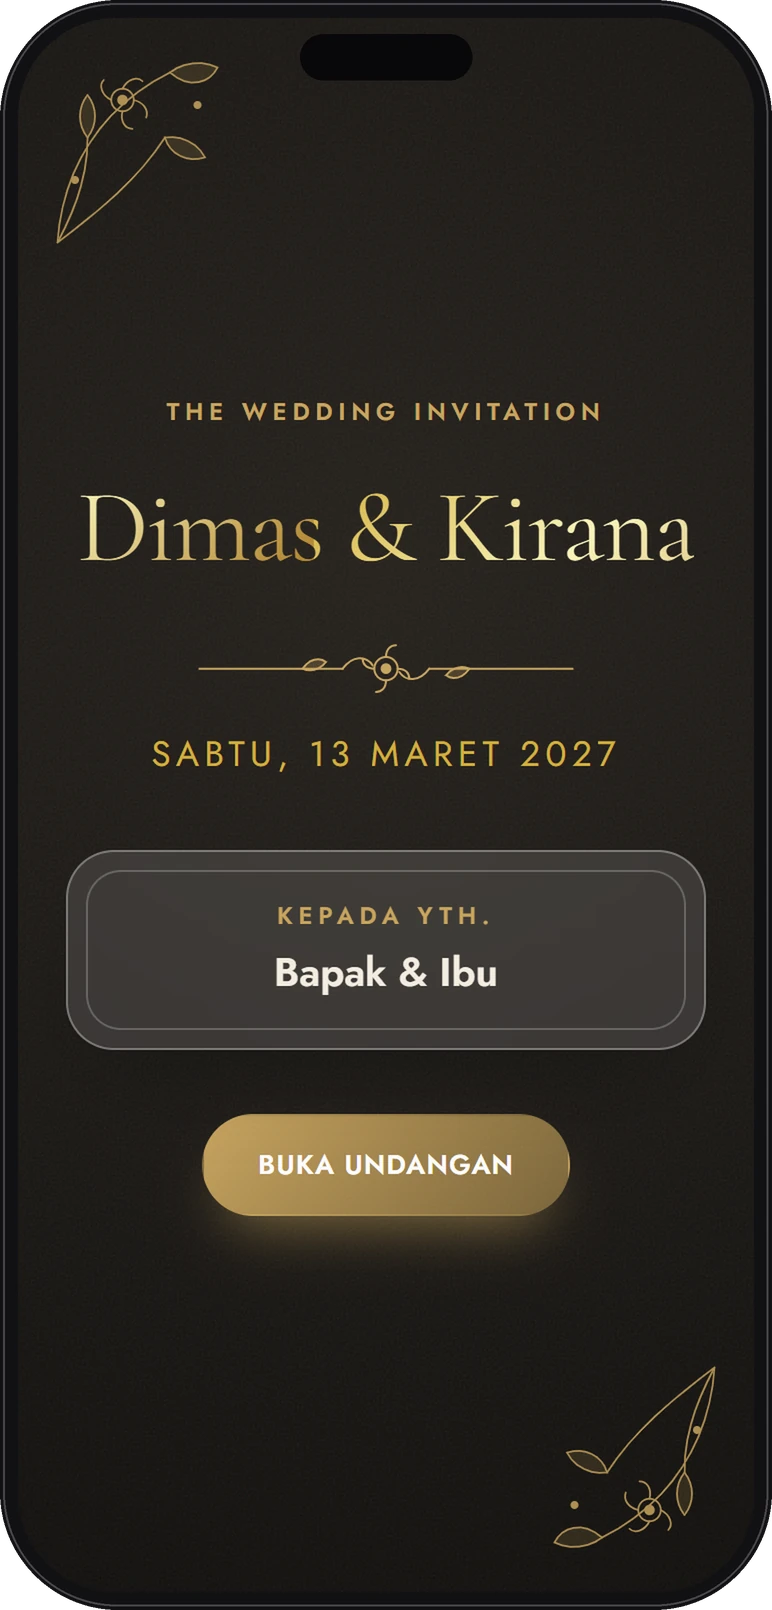 THE WEDDING INVITATION
Dimas & Kirana
SABTU, 13 MARET 2027
KEPADA YTH.
Bapak & Ibu
BUKA UNDANGAN